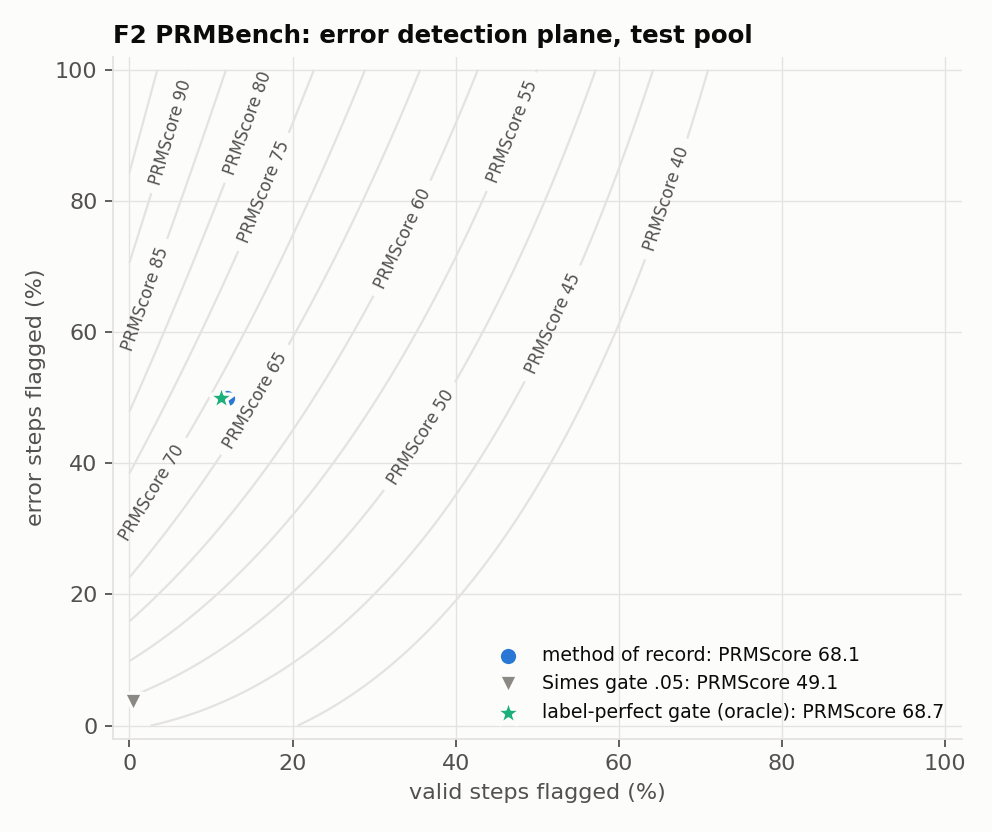 F2 PRMBench: error detection plane, test pool
100
80
60
40
20
0
error steps flagged (%)
PRMScore 90
PRMScore 80
PRMScore 75
PRMScore 85
PRMScore 70
PRMScore 65
PRMScore 60
PRMScore 55
PRMScore 50
PRMScore 45
PRMScore 40
method of record: PRMScore 68.1
Simes gate .05: PRMScore 49.1
label-perfect gate (oracle): PRMScore 68.7
0
20
40
60
80
100
valid steps flagged (%)